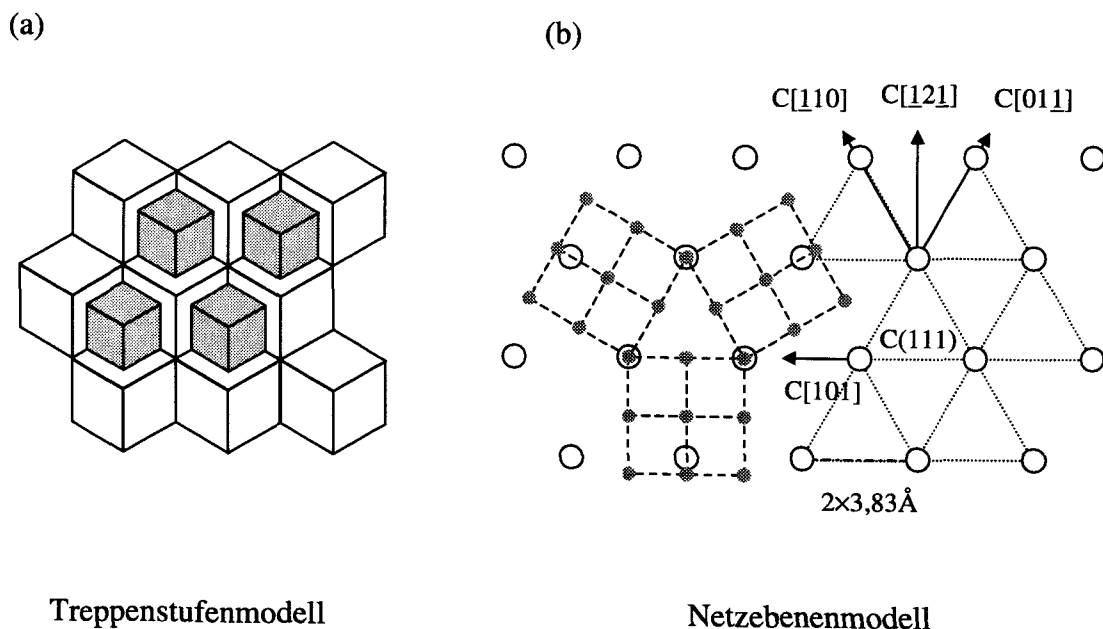 (a)
(b)
C[1̲10]
C[1̲21̲]
C[011̲]
C(111)
C[101]
2×3,83Å
Treppenstufenmodell
Netzebenenmodell